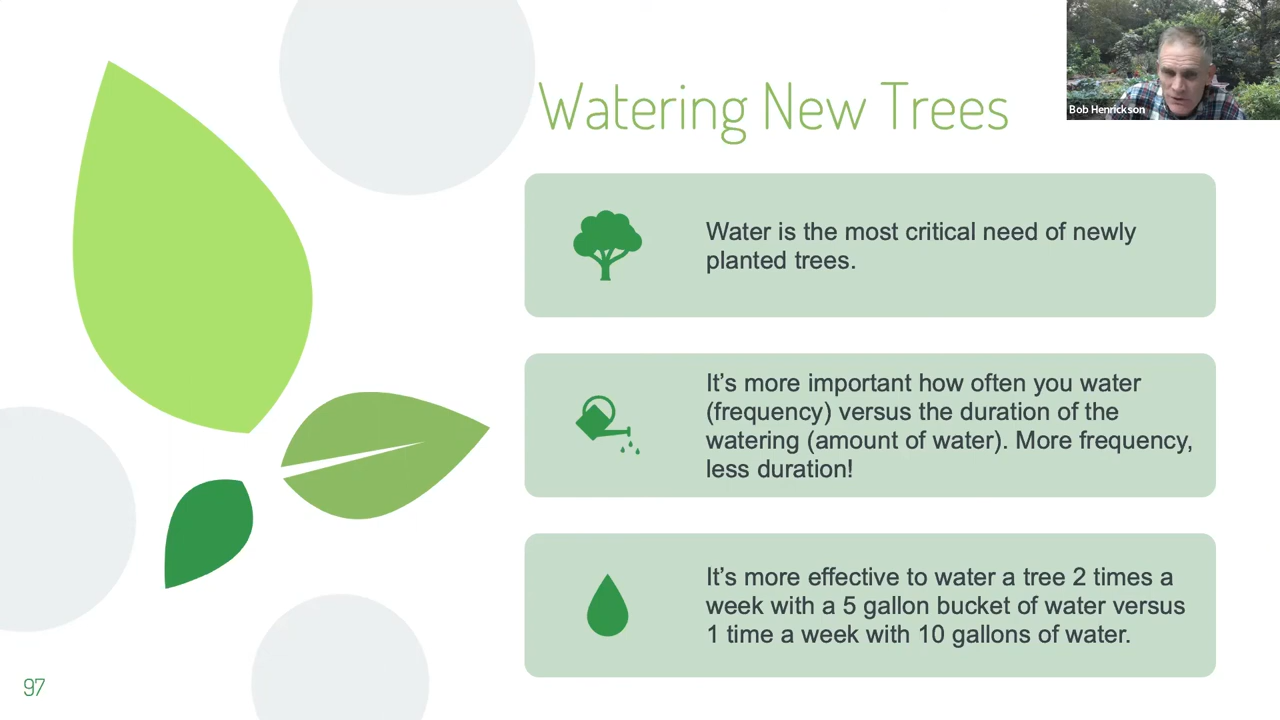 Watering New Trees
Bob Henrickson
Water is the most critical need of newly
planted trees.
It’s more important how often you water
(frequency) versus the duration of the
watering (amount of water). More frequency,
less duration!
It’s more effective to water a tree 2 times a
week with a 5 gallon bucket of water versus
1 time a week with 10 gallons of water.
97